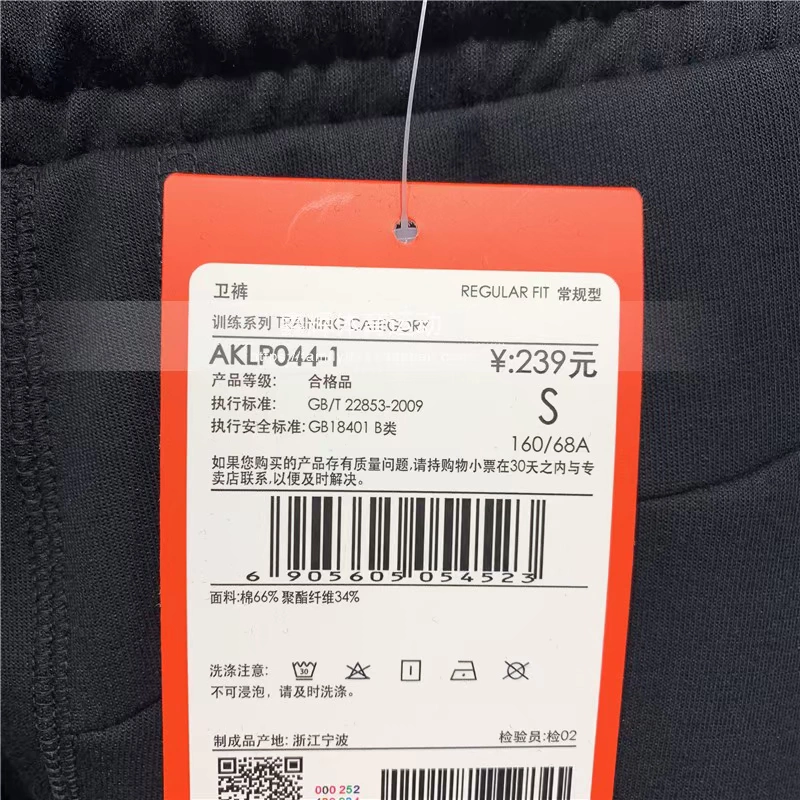 卫裤
REGULAR FIT 常规型
训练系列 TRAINING CATEGORY
AKLP044-1
¥:239元
产品等级: 合格品
执行标准: GB/T 22853-2009
S
执行安全标准:GB18401 B类
160/68A
如果您购买的产品存有质量问题,请持购物小票在30天之内与专
卖店联系,以便及时解决。
6 905605 054523
面料:棉66% 聚酯纤维34%
洗涤注意: 30
不可浸泡,请及时洗涤。
制成品产地:浙江宁波
检验员:检02
000 252